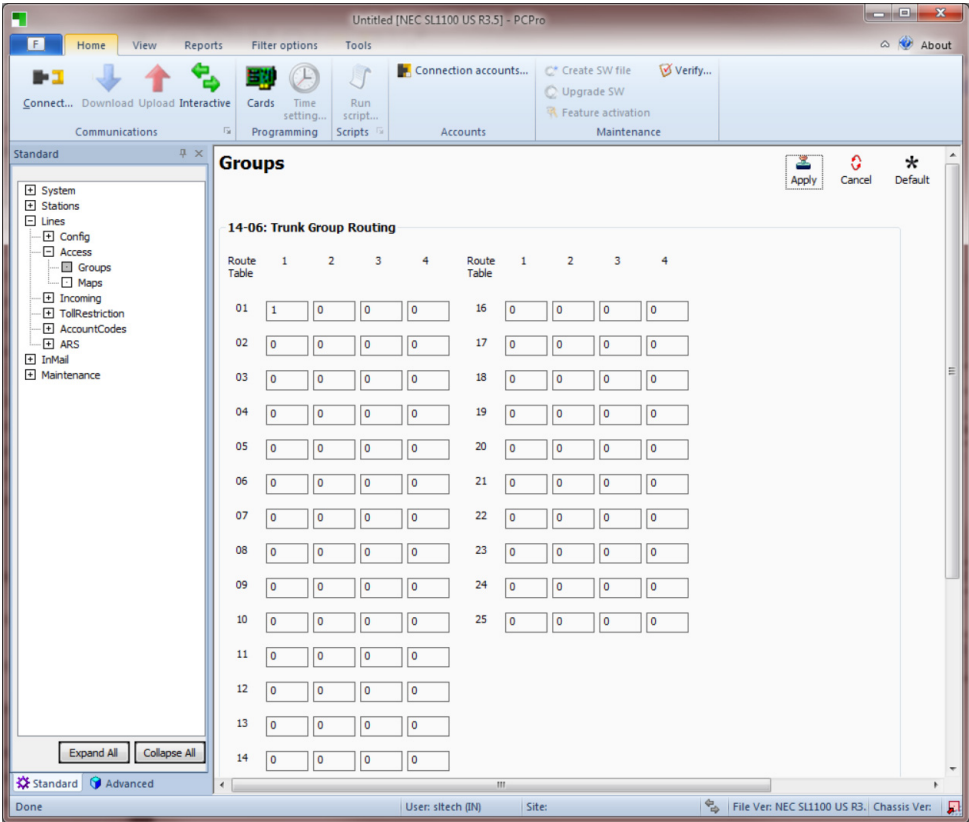 Untitled [NEC SL1100 US R3.5] - PCPro
F Home View Reports Filter options Tools About
Connect... Download Upload Interactive Cards Time setting... Run script... Connection accounts... Create SW file Verify...
Upgrade SW
Feature activation
Communications Programming Scripts Accounts Maintenance
Standard
System
Stations
Lines
Config
Access
Groups
Maps
Incoming
TollRestriction
AccountCodes
ARS
InMail
Maintenance
Expand All Collapse All
Standard Advanced
Groups
Apply Cancel Default
14-06: Trunk Group Routing
Route Table 1 2 3 4 Route Table 1 2 3 4
01 1 0 0 0 16 0 0 0 0
02 0 0 0 0 17 0 0 0 0
03 0 0 0 0 18 0 0 0 0
04 0 0 0 0 19 0 0 0 0
05 0 0 0 0 20 0 0 0 0
06 0 0 0 0 21 0 0 0 0
07 0 0 0 0 22 0 0 0 0
08 0 0 0 0 23 0 0 0 0
09 0 0 0 0 24 0 0 0 0
10 0 0 0 0 25 0 0 0 0
11 0 0 0 0
12 0 0 0 0
13 0 0 0 0
14 0 0 0 0
Done User: sltech (IN) Site: File Ver: NEC SL1100 US R3. Chassis Ver: